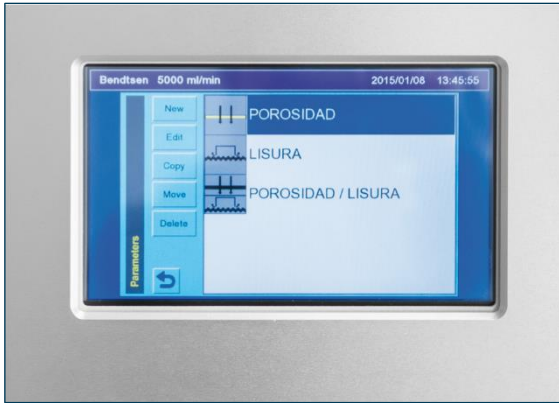 Bendtsen 5000 ml/min 2015/01/08 13:45:55
New
Edit
Copy
Move
Delete
Parameters
POROSIDAD
LISURA
POROSIDAD / LISURA